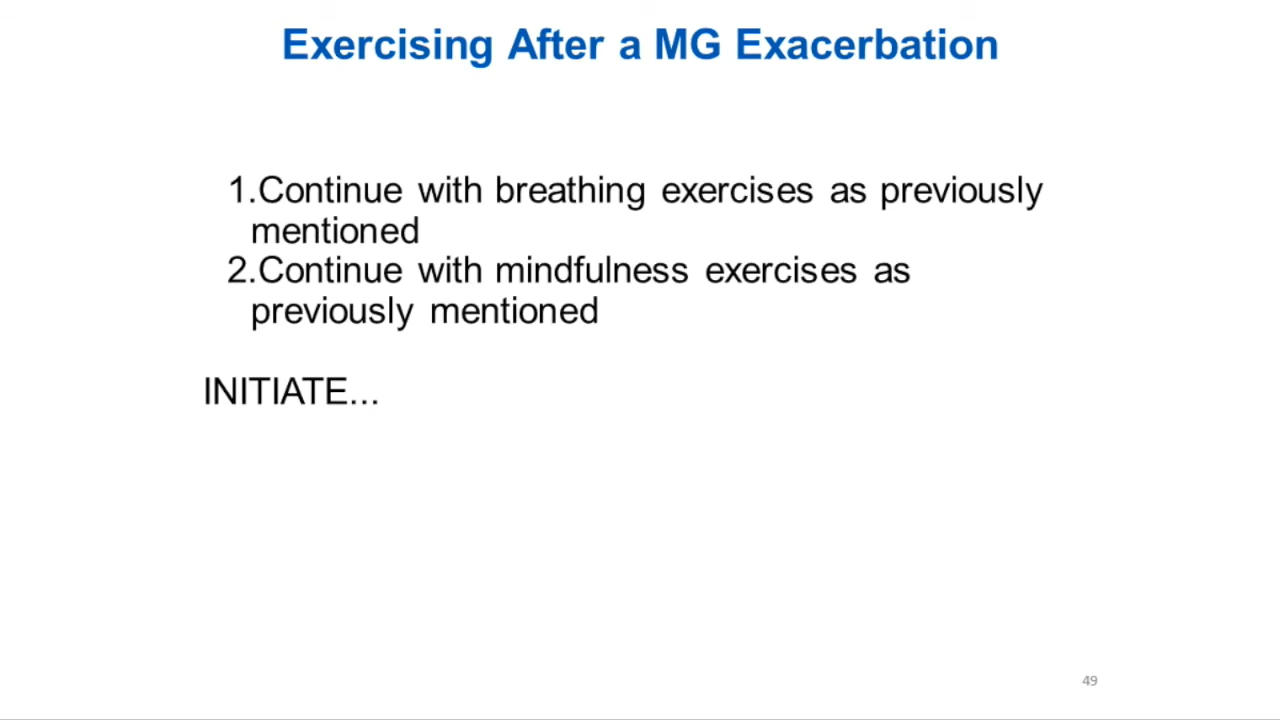 Exercising After a MG Exacerbation
1.Continue with breathing exercises as previously
mentioned
2.Continue with mindfulness exercises as
previously mentioned
INITIATE...
49